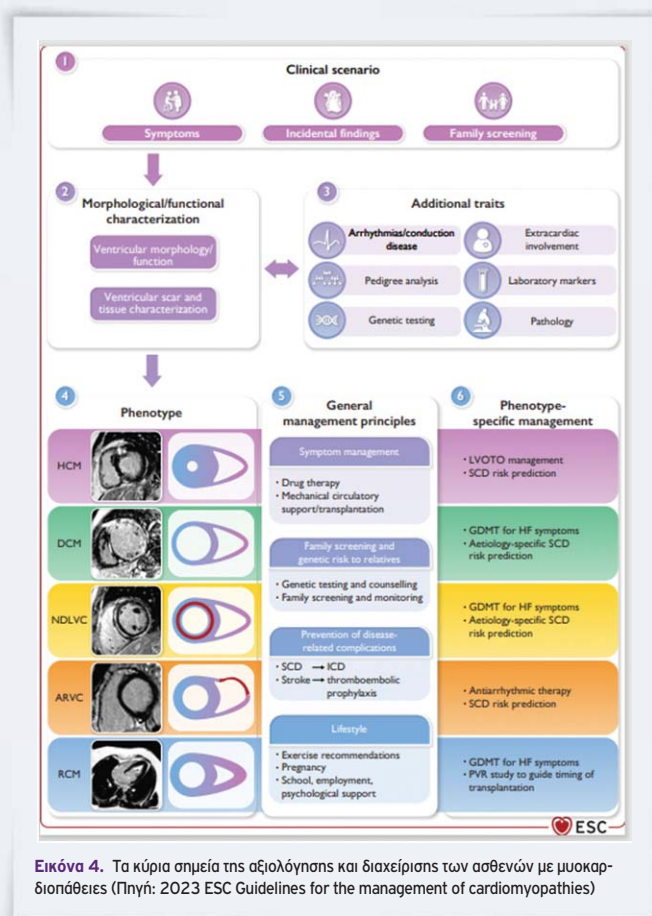 1
Clinical scenario
Symptoms
Incidental findings
Family screening
2
Morphological/functional
characterization
Ventricular morphology/
function
Ventricular scar and
tissue characterization
3
Additional traits
Arrhythmias/conduction
disease
Extracardiac
involvement
Pedigree analysis
Laboratory markers
Genetic testing
Pathology
4
Phenotype
HCM
DCM
NDLVC
ARVC
RCM
5
General
management principles
Symptom management
• Drug therapy
• Mechanical circulatory
support/transplantation
Family screening and
genetic risk to relatives
• Genetic testing and counselling
• Family screening and monitoring
Prevention of disease-
related complications
• SCD → ICD
• Stroke → thromboembolic
prophylaxis
Lifestyle
• Exercise recommendations
• Pregnancy
• School, employment,
psychological support
6
Phenotype-
specific management
• LVOTO management
• SCD risk prediction
• GDMT for HF symptoms
• Aetiology-specific SCD
risk prediction
• GDMT for HF symptoms
• Aetiology-specific SCD
risk prediction
• Antiarrhythmic therapy
• SCD risk prediction
• GDMT for HF symptoms
• PVR study to guide timing of
transplantation
ESC
Εικόνα 4. Τα κύρια σημεία της αξιολόγησης και διαχείρισης των ασθενών με μυοκαρ-
διοπάθειες (Πηγή: 2023 ESC Guidelines for the management of cardiomyopathies)